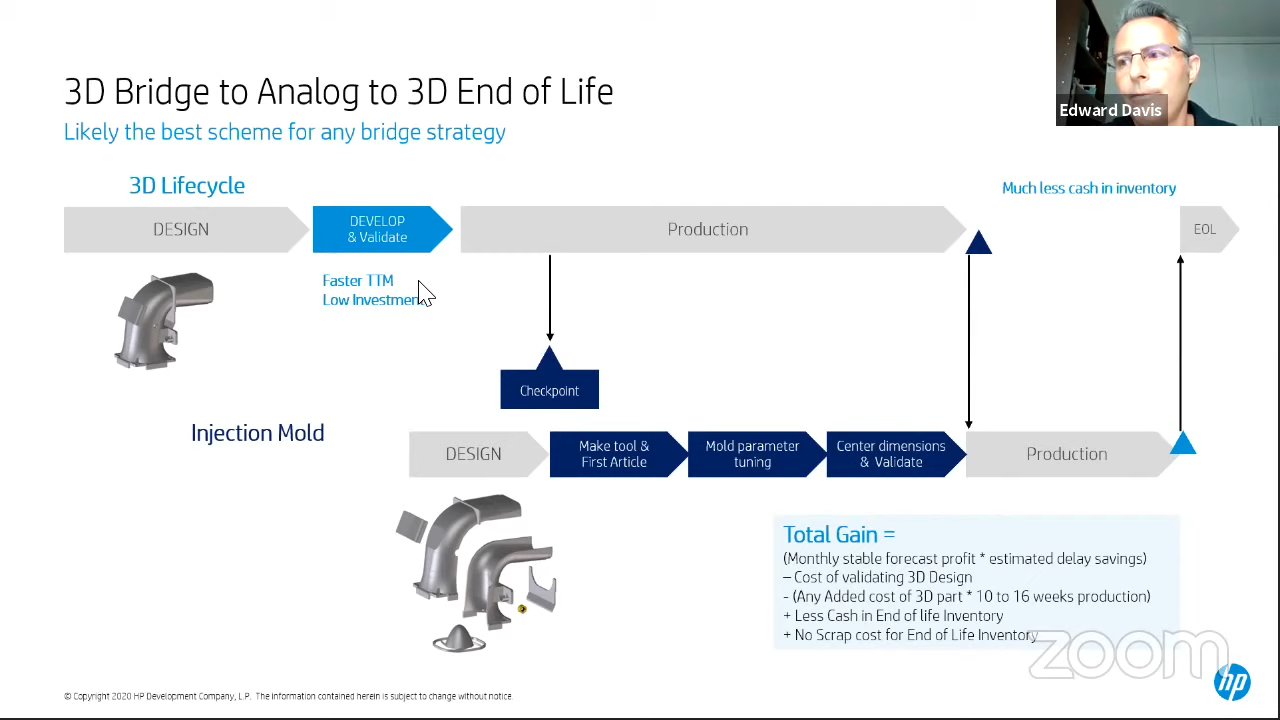 Edward Davis
3D Bridge to Analog to 3D End of Life
Likely the best scheme for any bridge strategy
3D Lifecycle
Much less cash in inventory
DESIGN
DEVELOP
& Validate
Production
EOL
Faster TTM
Low Investment
Checkpoint
Injection Mold
DESIGN
Make tool &
First Article
Mold parameter
tuning
Center dimensions
& Validate
Production
Total Gain =
(Monthly stable forecast profit * estimated delay savings)
– Cost of validating 3D Design
- (Any Added cost of 3D part * 10 to 16 weeks production)
+ Less Cash in End of life Inventory
+ No Scrap cost for End of Life Inventory
zoom
hp
© Copyright 2020 HP Development Company, L.P. The information contained herein is subject to change without notice.